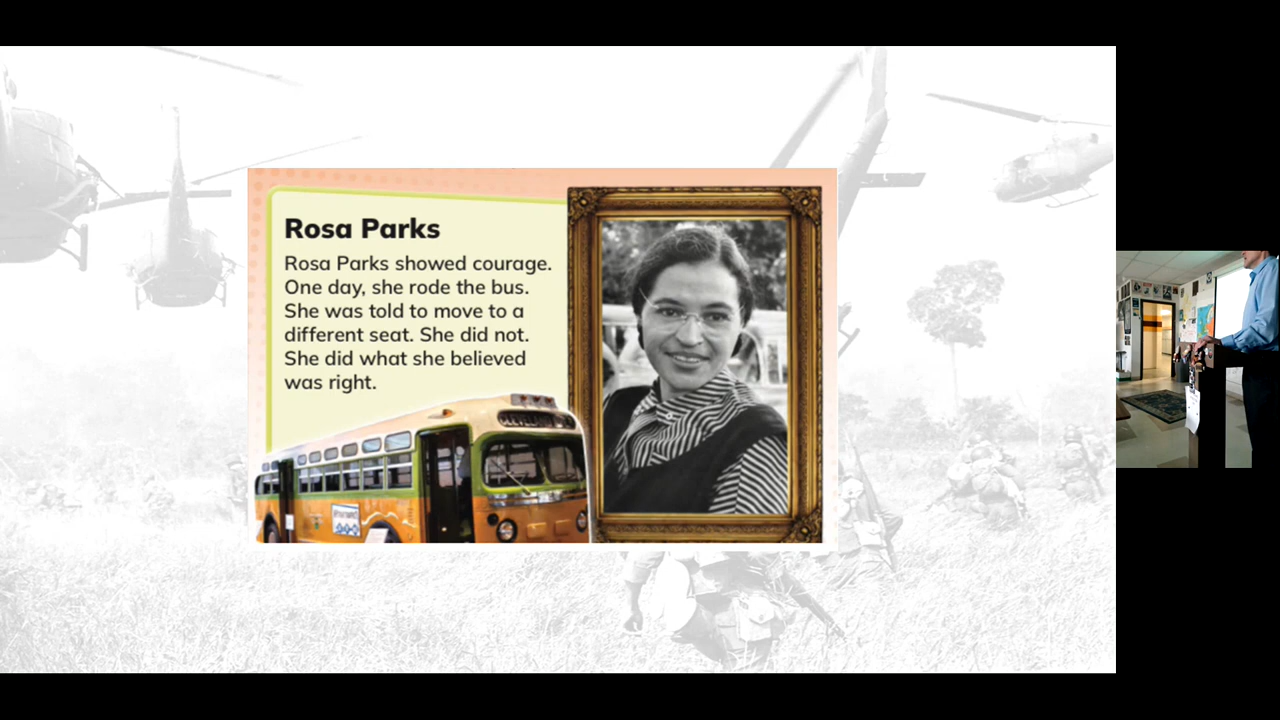 Rosa Parks
Rosa Parks showed courage.
One day, she rode the bus.
She was told to move to a
different seat. She did not.
She did what she believed
was right.